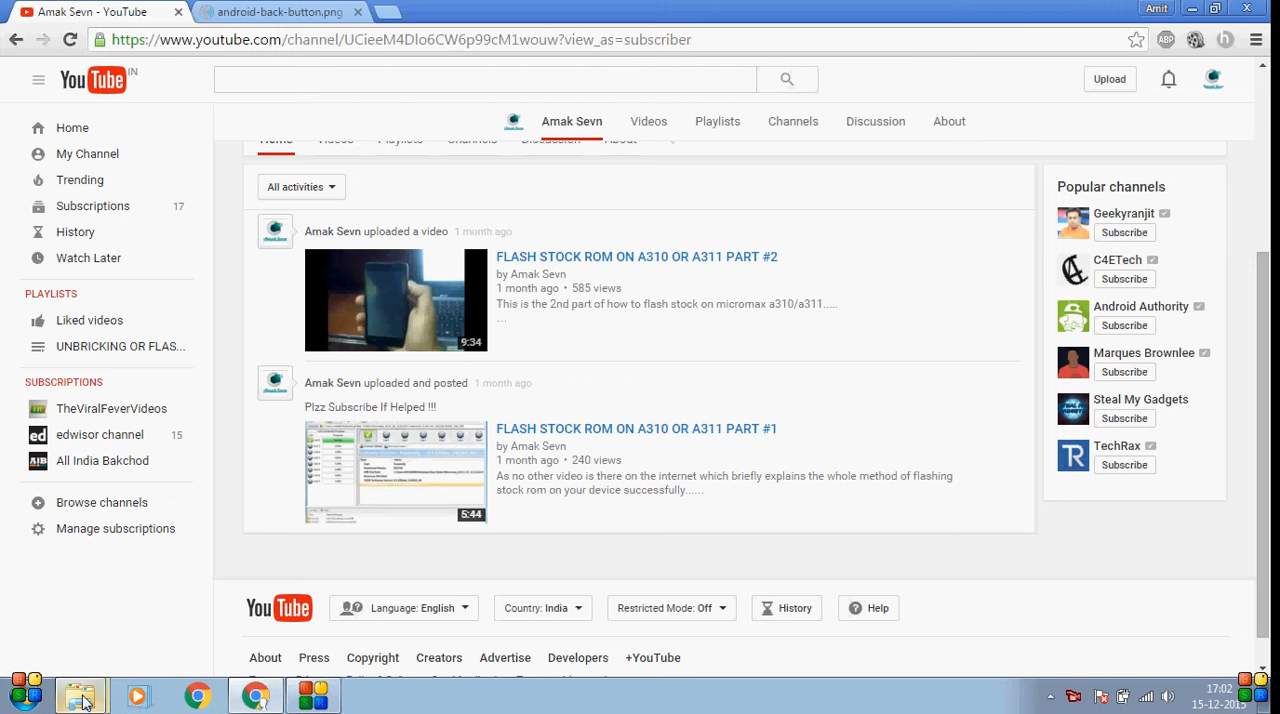 Amak Sevn - YouTube
android-back-button.png
Amit
https://www.youtube.com/channel/UCieeM4Dlo6CW6p99cM1wouw?view_as=subscriber
ABP
h
YouTube IN
Upload
Amak Sevn
Videos
Playlists
Channels
Discussion
About
Home
My Channel
Trending
Subscriptions 17
History
Watch Later
PLAYLISTS
Liked videos
UNBRICKING OR FLAS...
SUBSCRIPTIONS
TheViralFeverVideos
edwisor channel 15
All India Bakchod
Browse channels
Manage subscriptions
Home Videos Playlists Channels Discussion About
All activities
Amak Sevn uploaded a video 1 month ago
FLASH STOCK ROM ON A310 OR A311 PART #2
by Amak Sevn
1 month ago • 585 views
This is the 2nd part of how to flash stock on micromax a310/a311.....
...
9:34
Amak Sevn uploaded and posted 1 month ago
Plzz Subscribe If Helped !!!
FLASH STOCK ROM ON A310 OR A311 PART #1
by Amak Sevn
1 month ago • 240 views
As no other video is there on the internet which briefly explains the whole method of flashing
stock rom on your device successfully......
5:44
Popular channels
Geekyranjit
Subscribe
C4ETech
Subscribe
Android Authority
Subscribe
Marques Brownlee
Subscribe
Steal My Gadgets
Subscribe
TechRax
Subscribe
YouTube
Language: English
Country: India
Restricted Mode: Off
History
Help
About
Press
Copyright
Creators
Advertise
Developers
+YouTube
17:02
15-12-2015